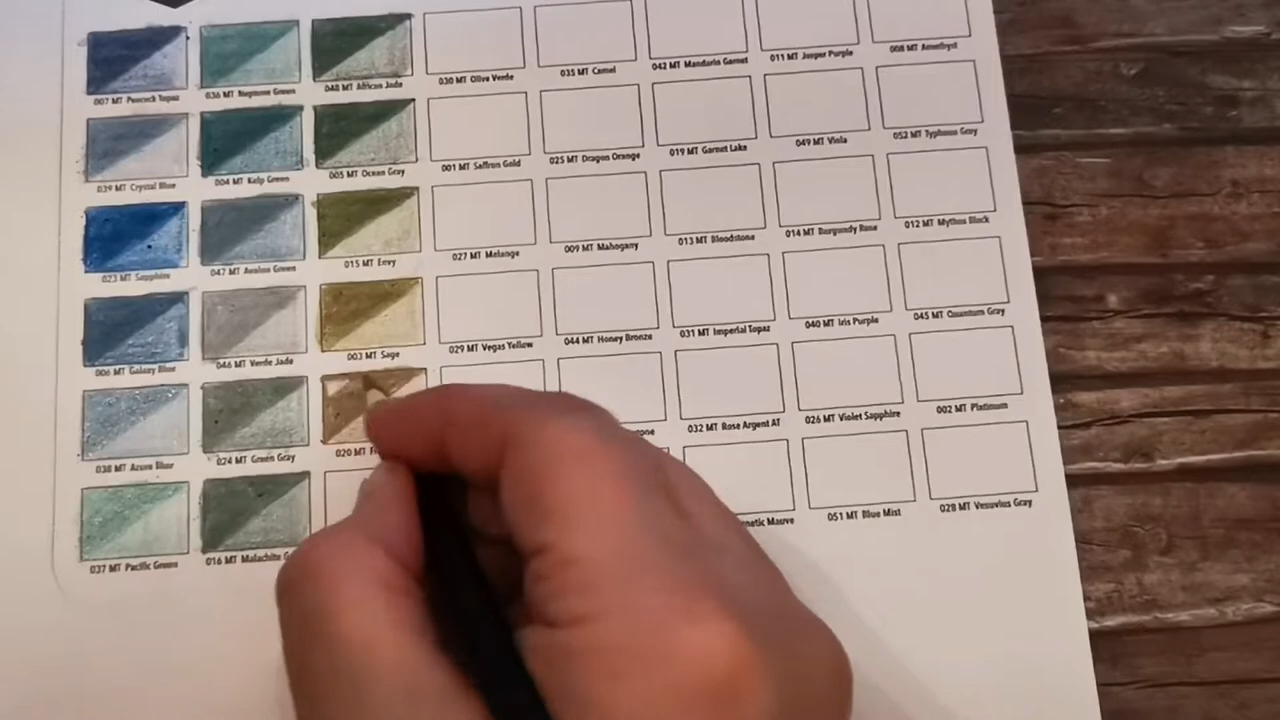 007 MT Peacock Topaz
036 MT Neptune Green
048 MT African Jade
030 MT Olive Verde
035 MT Camel
042 MT Mandarin Garnet
011 MT Jasper Purple
008 MT Amethyst
039 MT Crystal Blue
004 MT Kelp Green
005 MT Ocean Gray
001 MT Saffron Gold
025 MT Dragon Orange
019 MT Garnet Lake
049 MT Viola
052 MT Typhoon Gray
023 MT Sapphire
047 MT Avalon Green
015 MT Envy
027 MT Melange
009 MT Mahogany
013 MT Bloodstone
014 MT Burgundy Rose
012 MT Mythos Black
006 MT Galaxy Blue
046 MT Verde Jade
003 MT Sage
029 MT Vegas Yellow
044 MT Honey Bronze
031 MT Imperial Topaz
040 MT Iris Purple
045 MT Quantum Gray
038 MT Azure Blue
024 MT Green Gray
020 MT
032 MT Rose Argent AT
026 MT Violet Sapphire
002 MT Platinum
037 MT Pacific Green
016 MT Malachite G
Mauve
051 MT Blue Mist
028 MT Vesuvius Gray